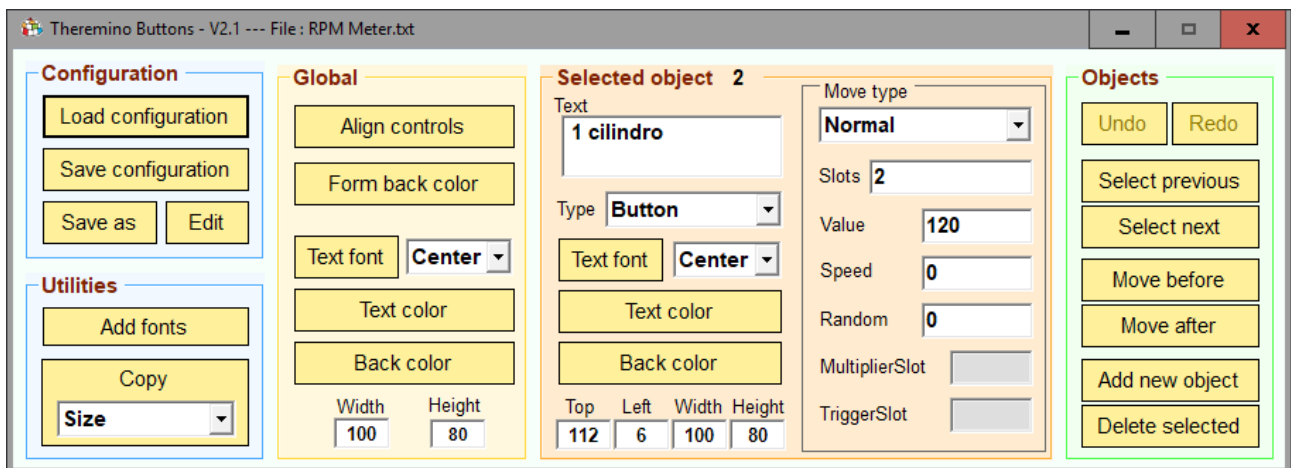 Theremino Buttons - V2.1 --- File : RPM Meter.txt
Configuration
Load configuration
Save configuration
Save as
Edit
Utilities
Add fonts
Copy
Size
Global
Align controls
Form back color
Text font
Center
Text color
Back color
Width
Height
100
80
Selected object 2
Text
1 cilindro
Type
Button
Text font
Center
Text color
Back color
Top
Left
Width
Height
112
6
100
80
Move type
Normal
Slots
2
Value
120
Speed
0
Random
0
MultiplierSlot
TriggerSlot
Objects
Undo
Redo
Select previous
Select next
Move before
Move after
Add new object
Delete selected